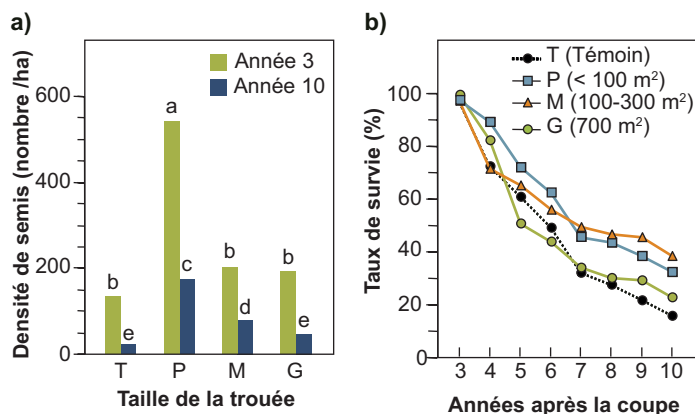 a)
Densité de semis (nombre /ha)
600
400
200
0
Année 3
Année 10
b
e
a
c
b
d
b
e
T P M G
Taille de la trouée
b)
Taux de survie (%)
120
100
80
60
40
20
0
T (Témoin)
P (< 100 m²)
M (100-300 m²)
G (700 m²)
3 4 5 6 7 8 9 10
Années après la coupe